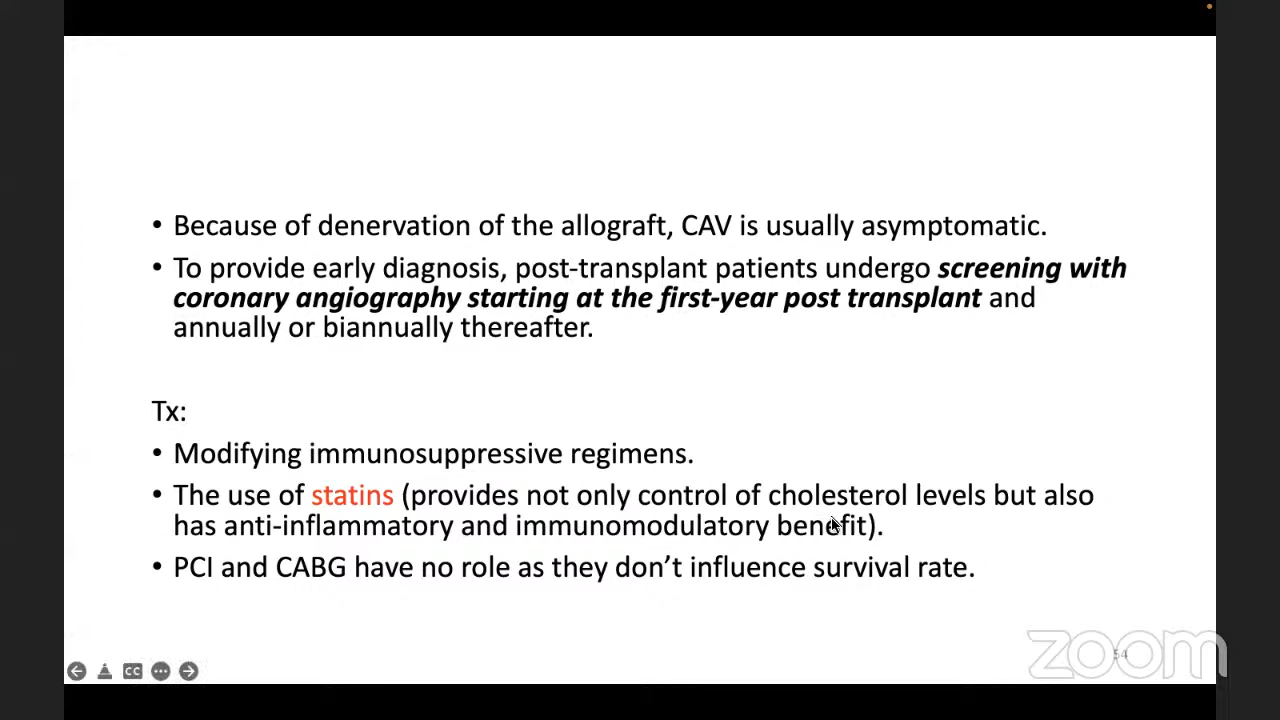 • Because of denervation of the allograft, CAV is usually asymptomatic.
• To provide early diagnosis, post-transplant patients undergo screening with
coronary angiography starting at the first-year post transplant and
annually or biannually thereafter.
Tx:
• Modifying immunosuppressive regimens.
• The use of statins (provides not only control of cholesterol levels but also
has anti-inflammatory and immunomodulatory benefit).
• PCI and CABG have no role as they don’t influence survival rate.
CC
54
zoom